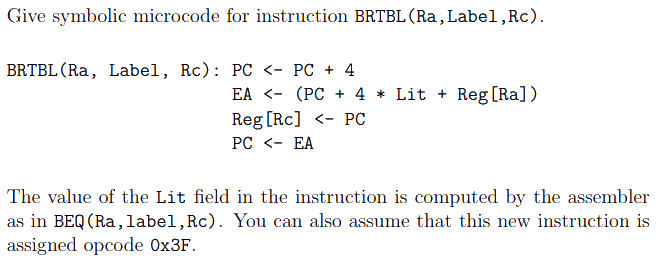 Give symbolic microcode for instruction BRTBL(Ra,Label,Rc).
BRTBL(Ra, Label, Rc): PC <- PC + 4
EA <- (PC + 4 * Lit + Reg[Ra])
Reg[Rc] <- PC
PC <- EA
The value of the Lit field in the instruction is computed by the assembler
as in BEQ(Ra,label,Rc). You can also assume that this new instruction is
assigned opcode 0x3F.